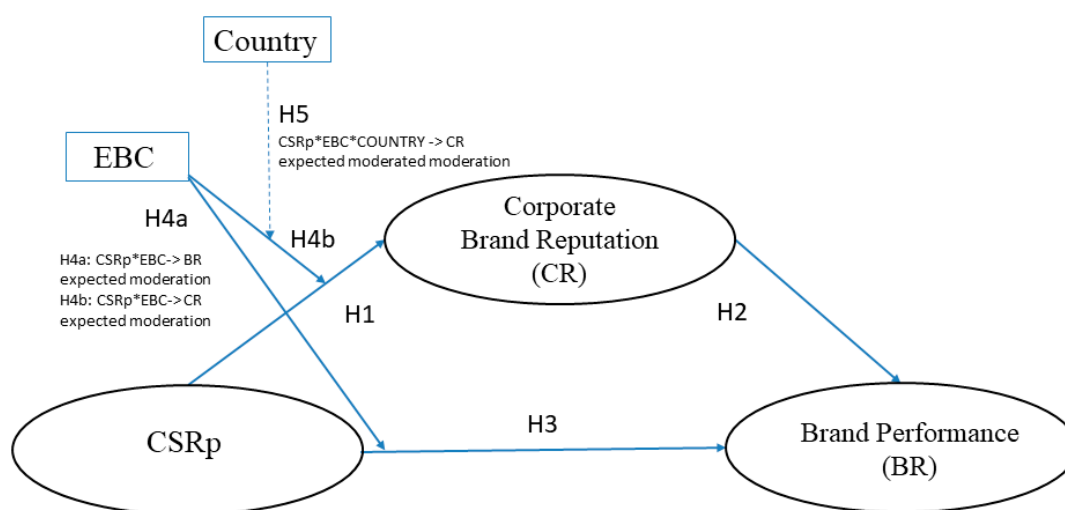 Country
H5
CSRp*EBC*COUNTRY -> CR
expected moderated moderation
EBC
H4a
H4b
H4a: CSRp*EBC-> BR
expected moderation
H4b: CSRp*EBC->CR
expected moderation
Corporate
Brand Reputation
(CR)
H1
H2
CSRp
H3
Brand Performance
(BR)